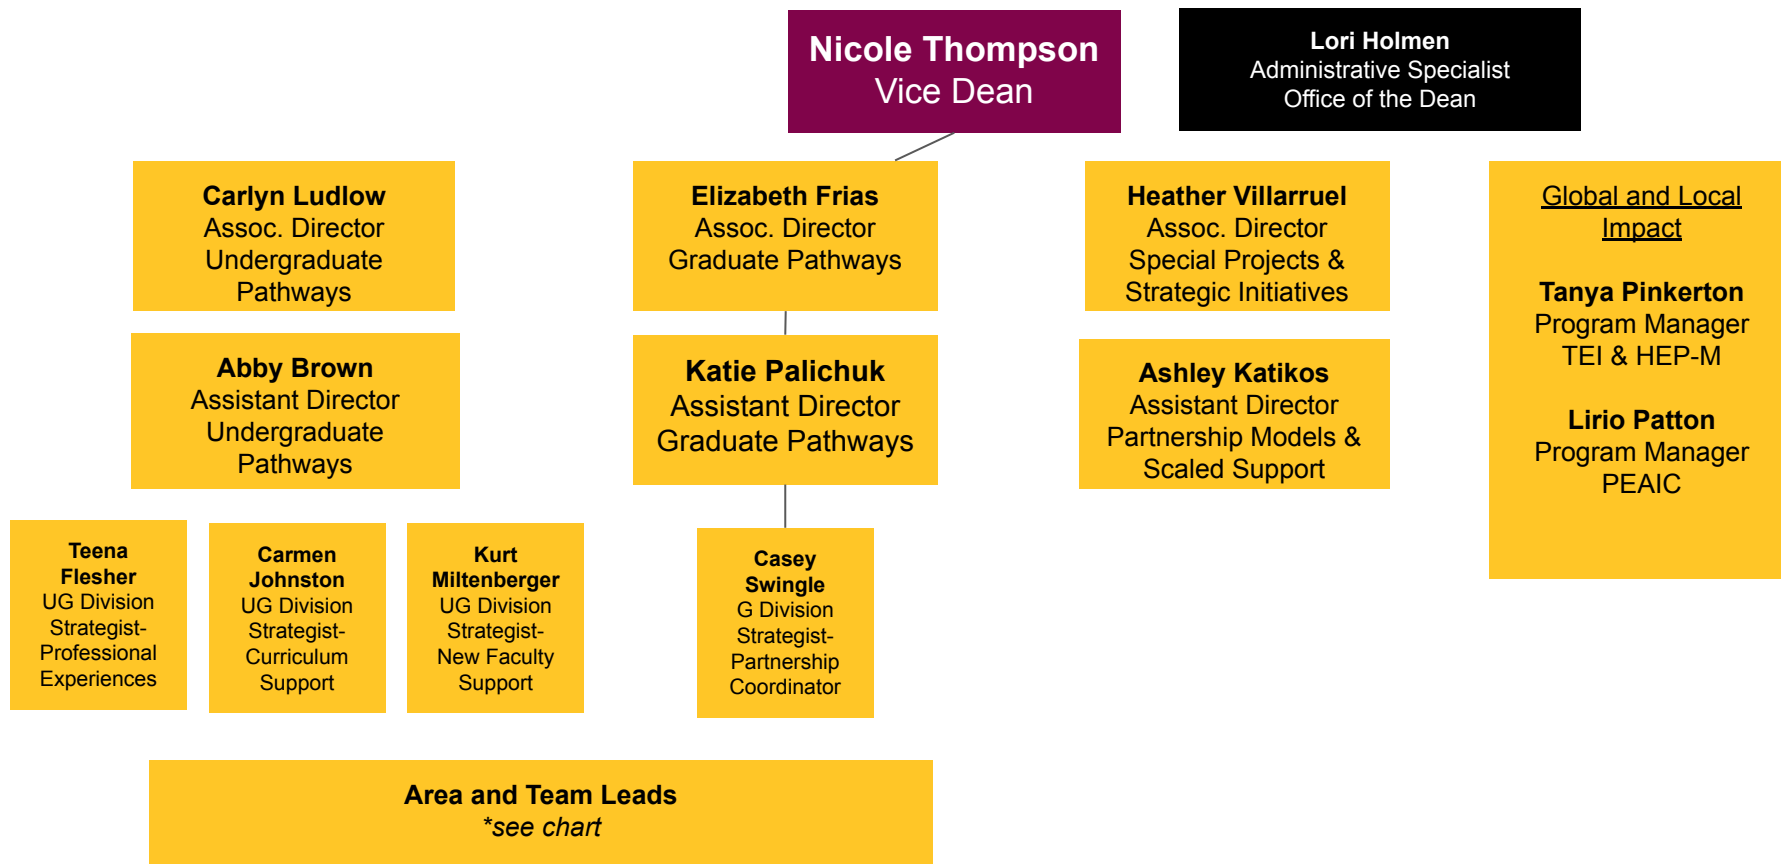 Nicole Thompson
Vice Dean
Lori Holmen
Administrative Specialist
Office of the Dean
Carlyn Ludlow
Assoc. Director
Undergraduate
Pathways
Elizabeth Frias
Assoc. Director
Graduate Pathways
Heather Villarruel
Assoc. Director
Special Projects &
Strategic Initiatives
Global and Local
Impact
Tanya Pinkerton
Program Manager
TEI & HEP-M
Lirio Patton
Program Manager
PEAIC
Abby Brown
Assistant Director
Undergraduate
Pathways
Katie Palichuk
Assistant Director
Graduate Pathways
Ashley Katikos
Assistant Director
Partnership Models &
Scaled Support
Teena
Flesher
UG Division
Strategist-
Professional
Experiences
Carmen
Johnston
UG Division
Strategist-
Curriculum
Support
Kurt
Miltenberger
UG Division
Strategist-
New Faculty
Support
Casey
Swingle
G Division
Strategist-
Partnership
Coordinator
Area and Team Leads
*see chart